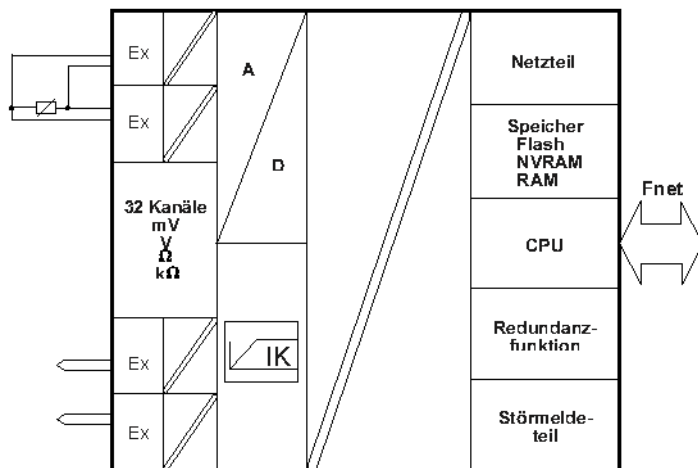 Ex
Ex
32 Kanäle
mV
V
Ω
kΩ
Ex
Ex
A
D
IK
Netzteil
Speicher
Flash
NVRAM
RAM
CPU
Redundanz-
funktion
Störmelde-
teil
Fnet